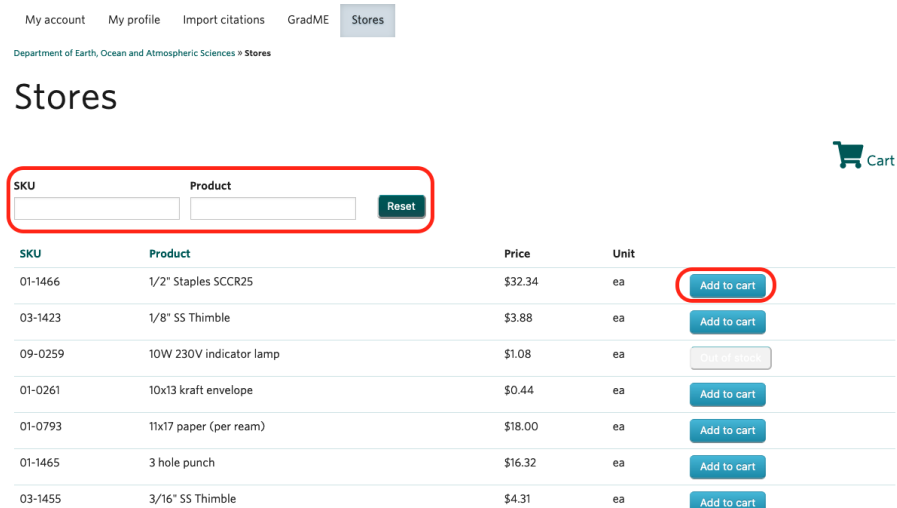 My account My profile Import citations GradME Stores
Department of Earth, Ocean and Atmospheric Sciences » Stores
Stores
Cart
SKU Product
Reset
SKU Product Price Unit
01-1466 1/2" Staples SCCR25 $32.34 ea Add to cart
03-1423 1/8" SS Thimble $3.88 ea Add to cart
09-0259 10W 230V indicator lamp $1.08 ea Out of stock
01-0261 10x13 kraft envelope $0.44 ea Add to cart
01-0793 11x17 paper (per ream) $18.00 ea Add to cart
01-1465 3 hole punch $16.32 ea Add to cart
03-1455 3/16" SS Thimble $4.31 ea Add to cart